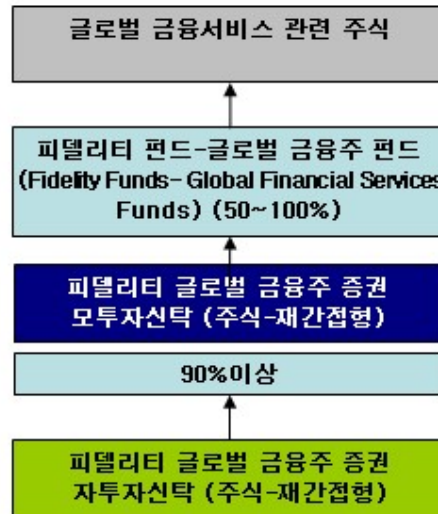 글로벌 금융서비스 관련 주식
피델리티 펀드-글로벌 금융주 펀드
(Fidelity Funds- Global Financial Services
Funds) (50~100%)
피델리티 글로벌 금융주 증권
모투자신탁 (주식-재간접형)
90%이상
피델리티 글로벌 금융주 증권
자투자신탁 (주식-재간접형)